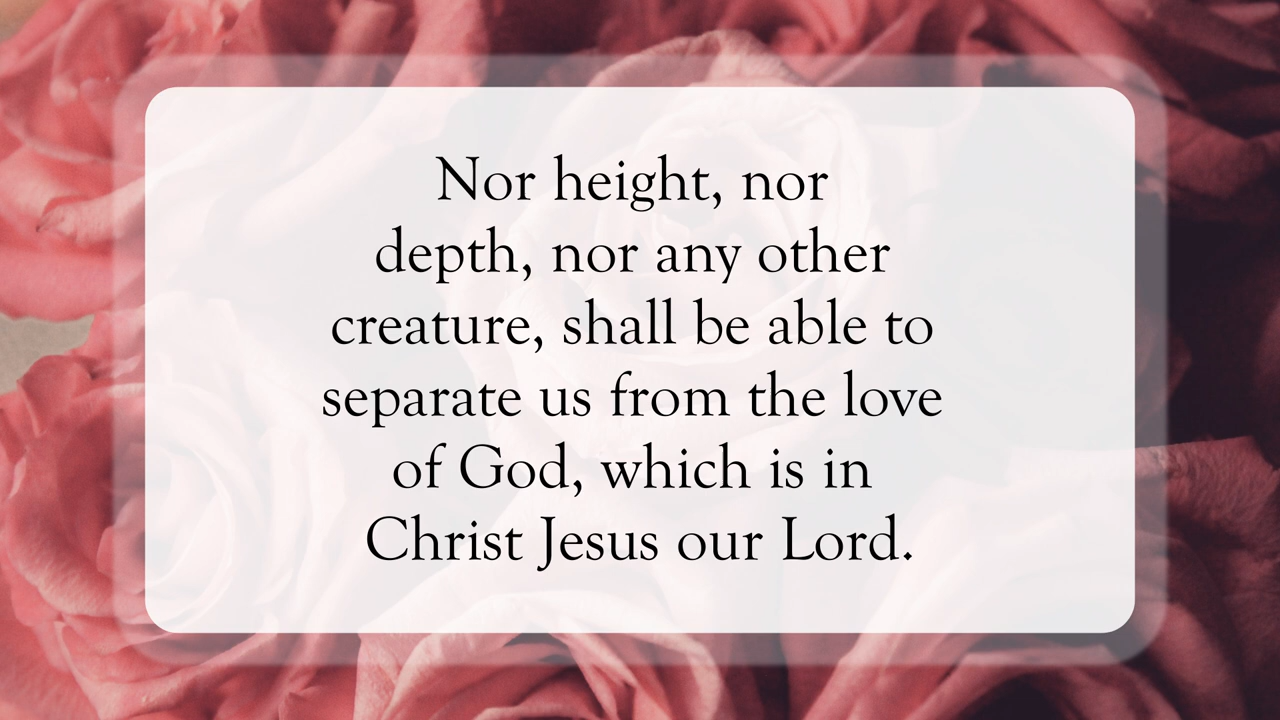 Nor height, nor
depth, nor any other
creature, shall be able to
separate us from the love
of God, which is in
Christ Jesus our Lord.